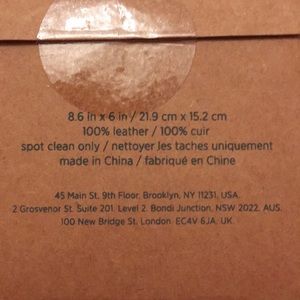 8.6 in x 6 in / 21.9 cm x 15.2 cm
100% leather / 100% cuir
spot clean only / nettoyer les taches uniquement
made in China / fabriqué en Chine
45 Main St. 9th Floor, Brooklyn, NY 11231, USA.
2 Grosvenor St. Suite 201. Level 2. Bondi Junction, NSW 2022. AUS.
100 New Bridge St. London. EC4V 6JA. UK.